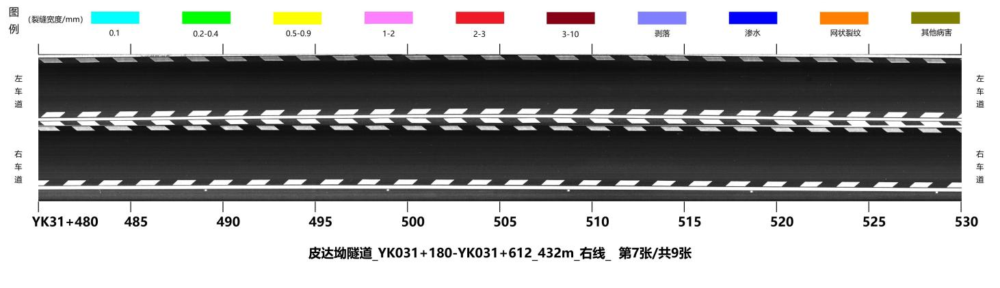 图例 (裂缝宽度/mm) 0.1 0.2-0.4 0.5-0.9 1-2 2-3 3-10 剥落 渗水 网状裂纹 其他病害
左车道 左车道
右车道 右车道
YK31+480 485 490 495 500 505 510 515 520 525 530
皮达坳隧道_YK031+180-YK031+612_432m_右线_ 第7张/共9张